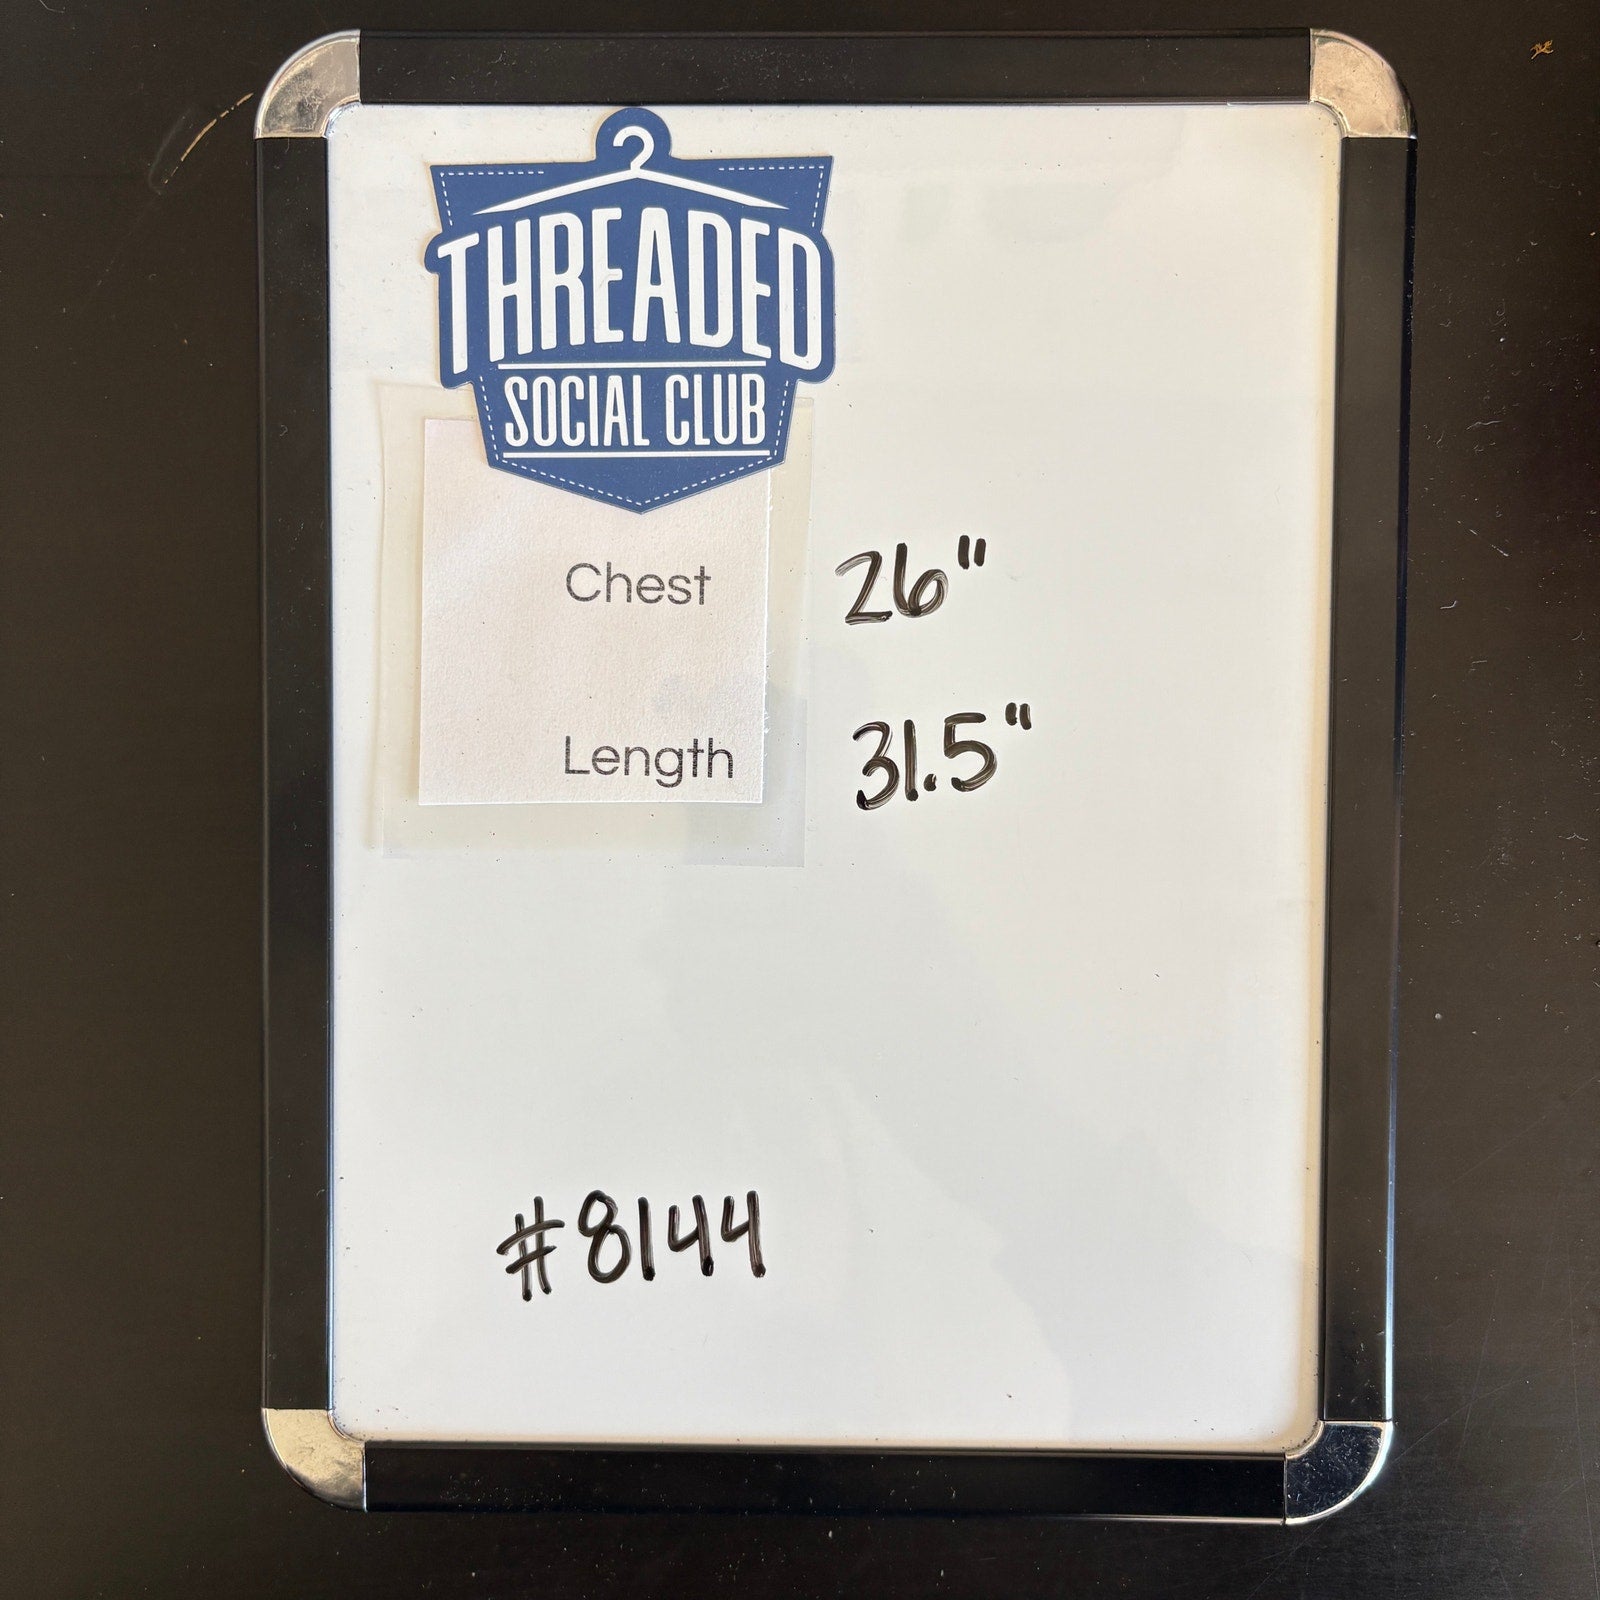 THREADED
SOCIAL CLUB
Chest 26"
Length 31.5"
#8144